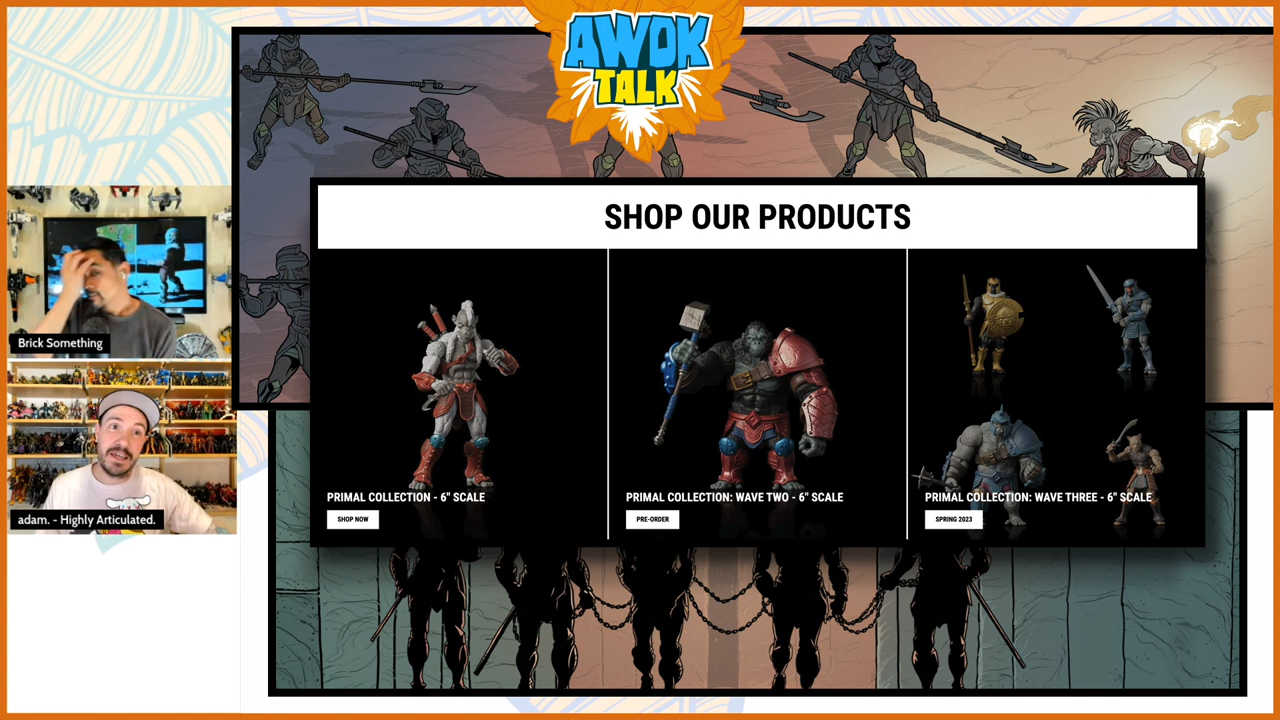 AWOK
TALK
SHOP OUR PRODUCTS
Brick Something
adam. - Highly Articulated.
PRIMAL COLLECTION - 6" SCALE
SHOP NOW
PRIMAL COLLECTION: WAVE TWO - 6" SCALE
PRE-ORDER
PRIMAL COLLECTION: WAVE THREE - 6" SCALE
SPRING 2023